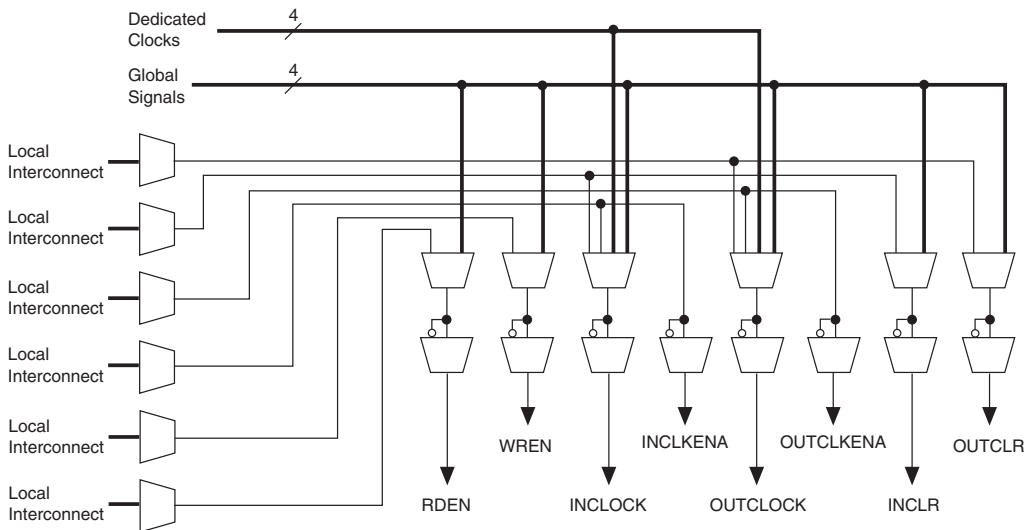 Dedicated
Clocks
4
Global
Signals
4
Local
Interconnect
Local
Interconnect
Local
Interconnect
Local
Interconnect
Local
Interconnect
Local
Interconnect
WREN
INCLKENA
OUTCLKENA
OUTCLR
RDEN
INCLOCK
OUTCLOCK
INCLR